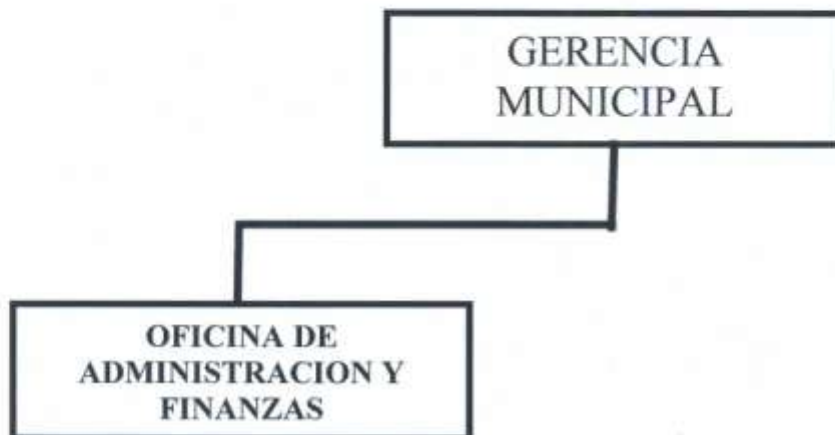 GERENCIA
MUNICIPAL
OFICINA DE
ADMINISTRACION Y
FINANZAS